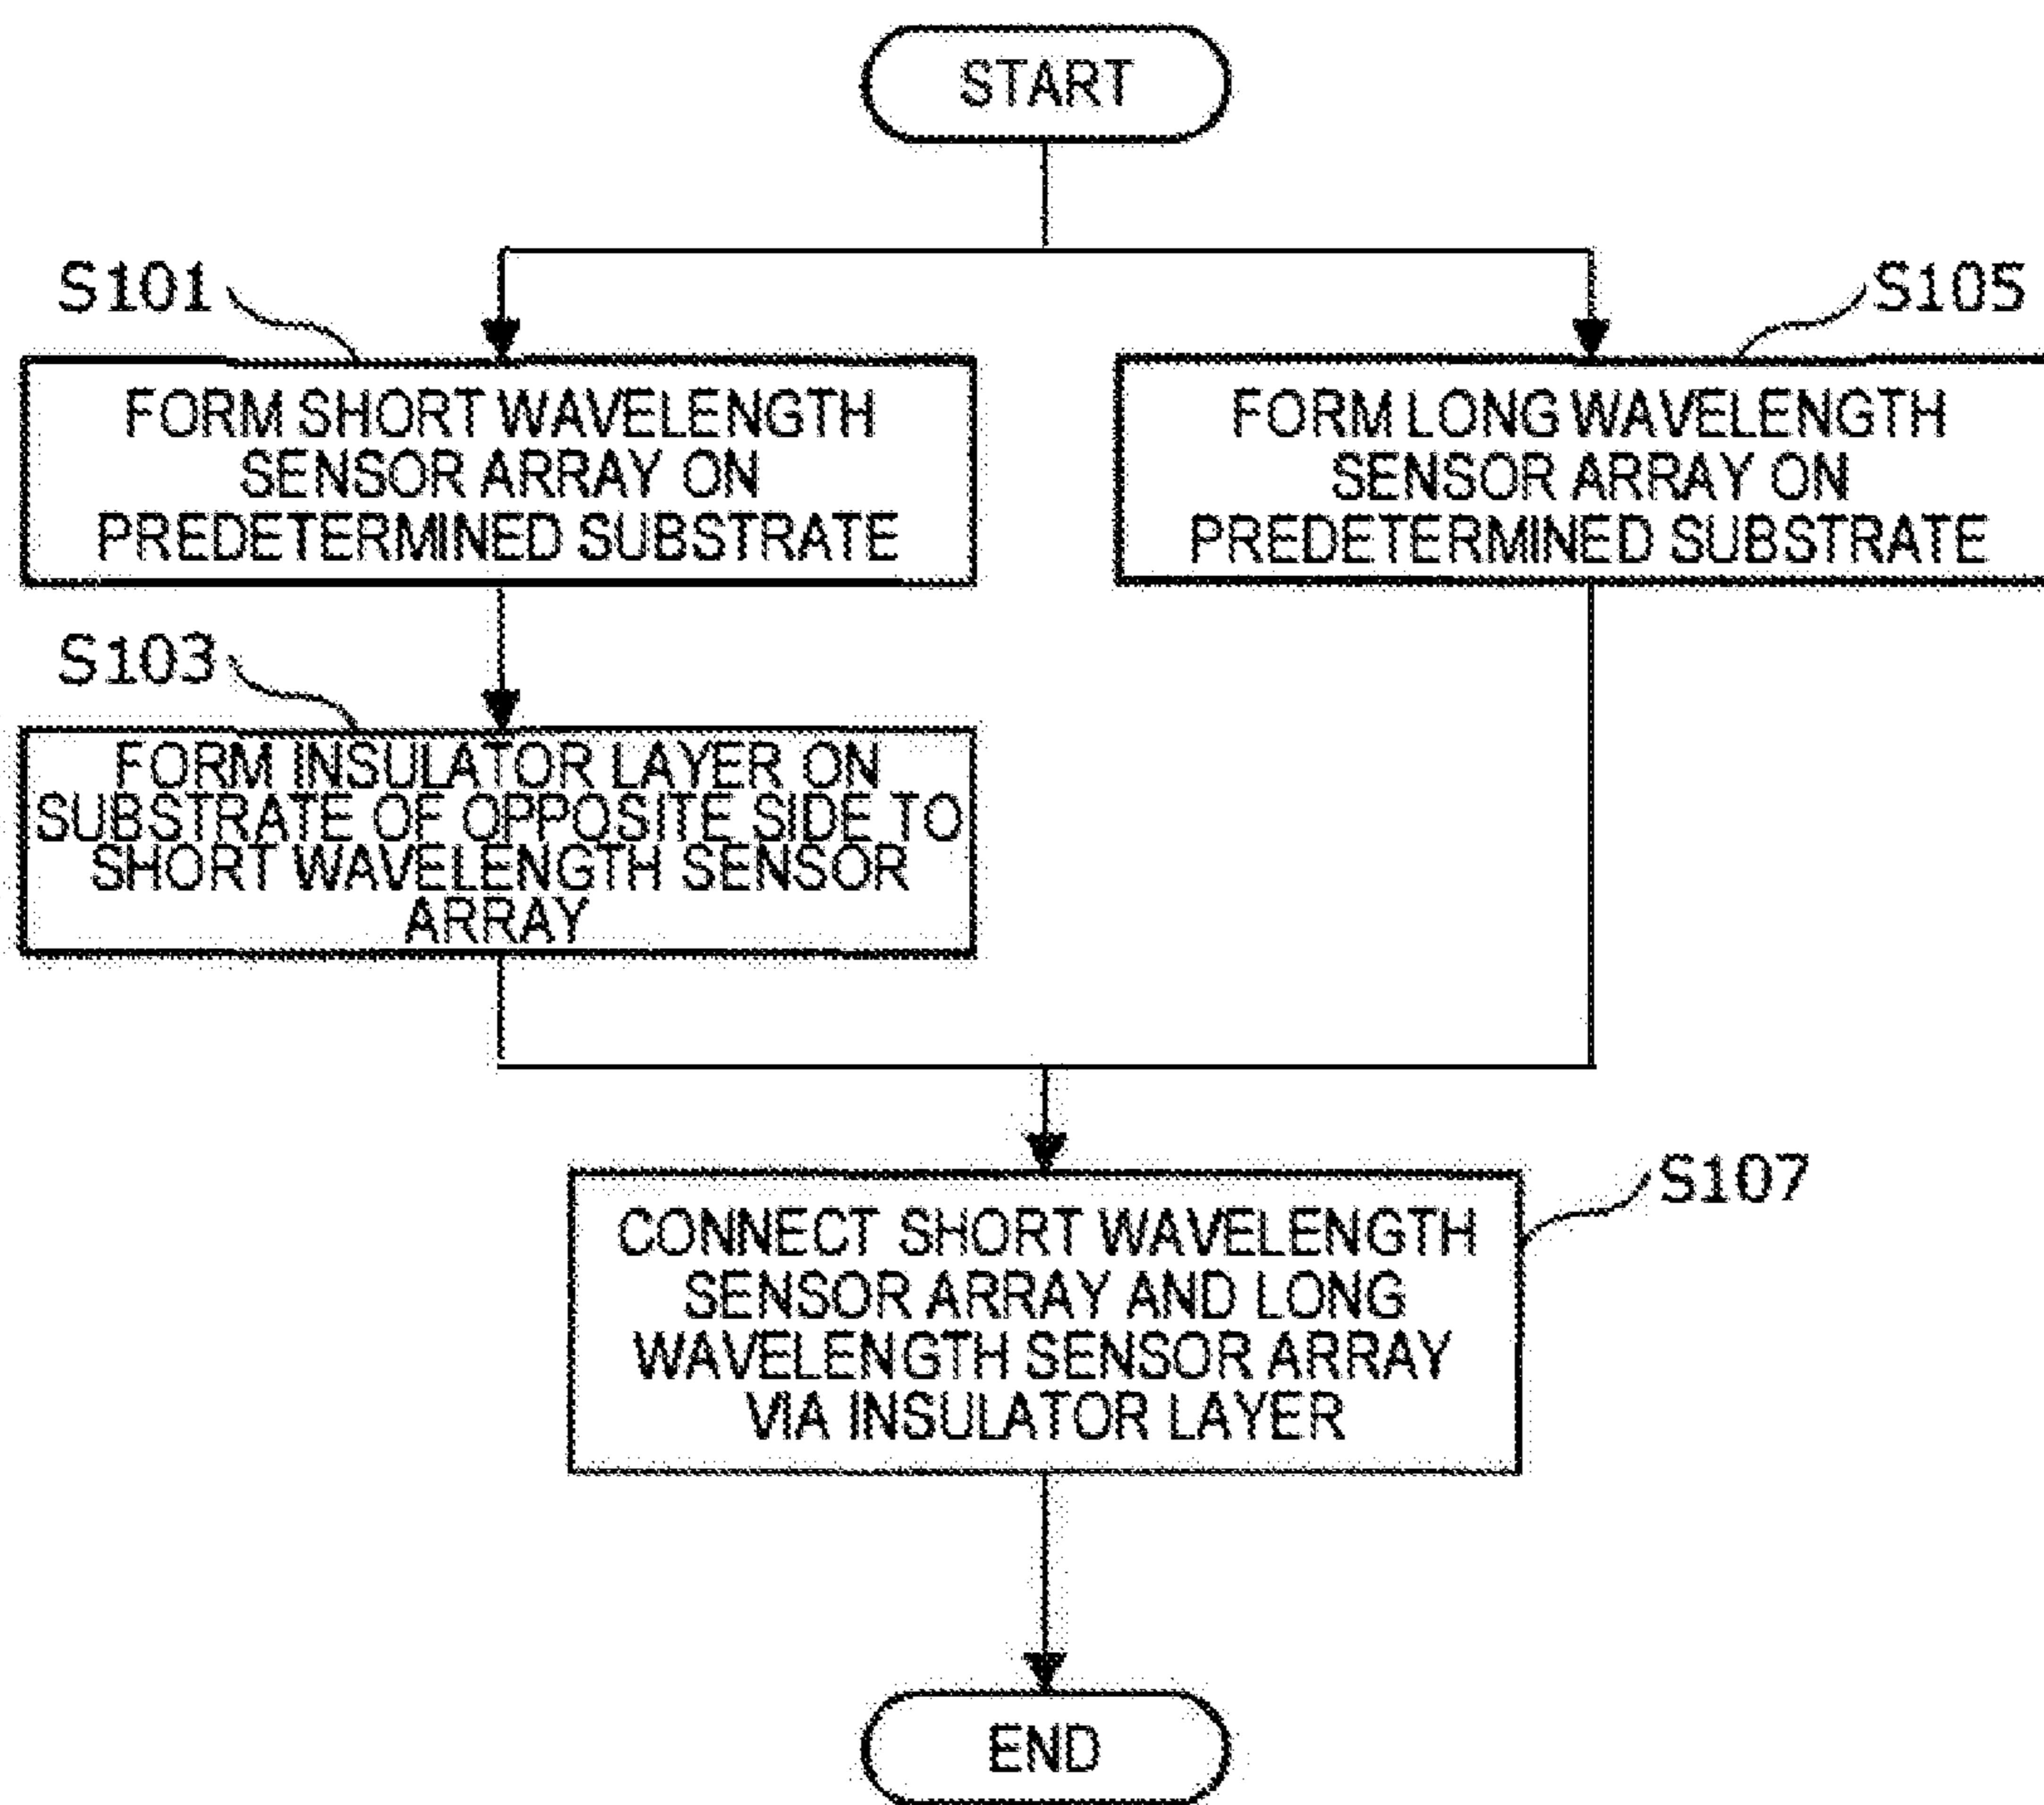 START
S101
S105
FORM SHORT WAVELENGTH
SENSOR ARRAY ON
PREDETERMINED SUBSTRATE
FORM LONG WAVELENGTH
SENSOR ARRAY ON
PREDETERMINED SUBSTRATE
S103
FORM INSULATOR LAYER ON
SUBSTRATE OF OPPOSITE SIDE TO
SHORT WAVELENGTH SENSOR
ARRAY
S107
CONNECT SHORT WAVELENGTH
SENSOR ARRAY AND LONG
WAVELENGTH SENSOR ARRAY
VIA INSULATOR LAYER
END